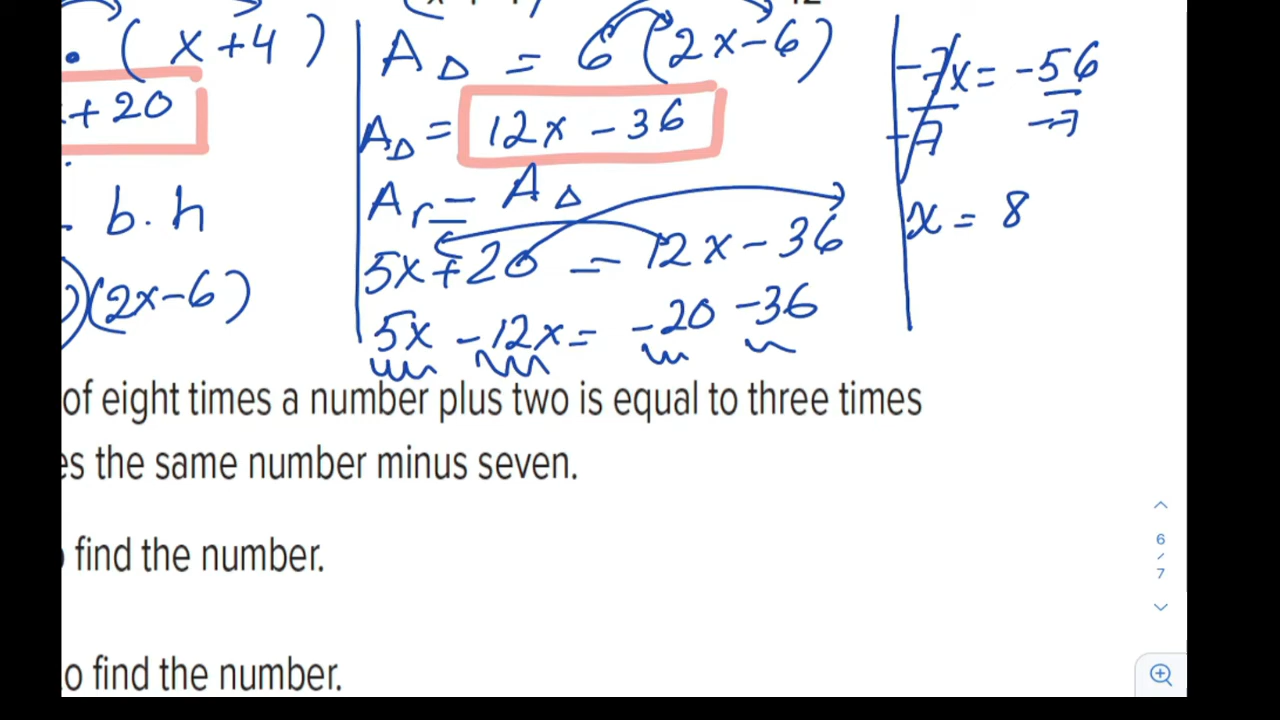 . (x+4)
+ 20
b.h
)(2x-6)
A△ = 6(2x-6)
A△ = 12x - 36
Ar = A△
5x+20 = 12x - 36
5x - 12x = -20 -36
-7x = -56
-7 -7
x = 8
of eight times a number plus two is equal to three times
es the same number minus seven.
find the number.
o find the number.
6
/
7